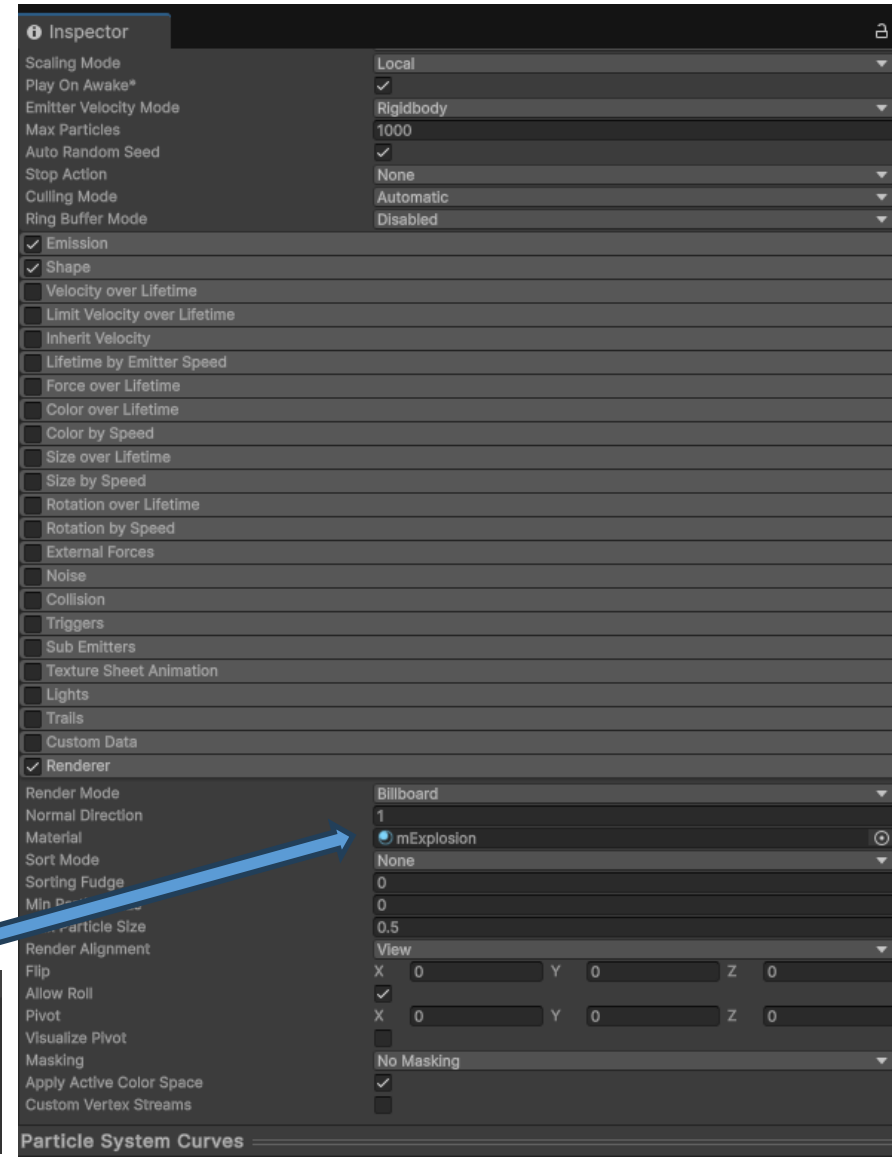 Inspector
Scaling Mode Local
Play On Awake*
Emitter Velocity Mode Rigidbody
Max Particles 1000
Auto Random Seed
Stop Action None
Culling Mode Automatic
Ring Buffer Mode Disabled
Emission
Shape
Velocity over Lifetime
Limit Velocity over Lifetime
Inherit Velocity
Lifetime by Emitter Speed
Force over Lifetime
Color over Lifetime
Color by Speed
Size over Lifetime
Size by Speed
Rotation over Lifetime
Rotation by Speed
External Forces
Noise
Collision
Triggers
Sub Emitters
Texture Sheet Animation
Lights
Trails
Custom Data
Renderer
Render Mode Billboard
Normal Direction 1
Material mExplosion
Sort Mode None
Sorting Fudge 0
Min 0
Particle Size 0.5
Render Alignment View
Flip X 0 Y 0 Z 0
Allow Roll
Pivot X 0 Y 0 Z 0
Visualize Pivot
Masking No Masking
Apply Active Color Space
Custom Vertex Streams
Particle System Curves